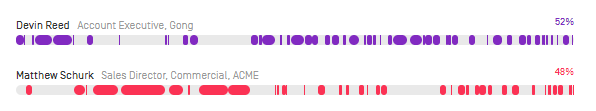 Devin Reed Account Executive, Gong 52%
Matthew Schurk Sales Director, Commercial, ACME 48%